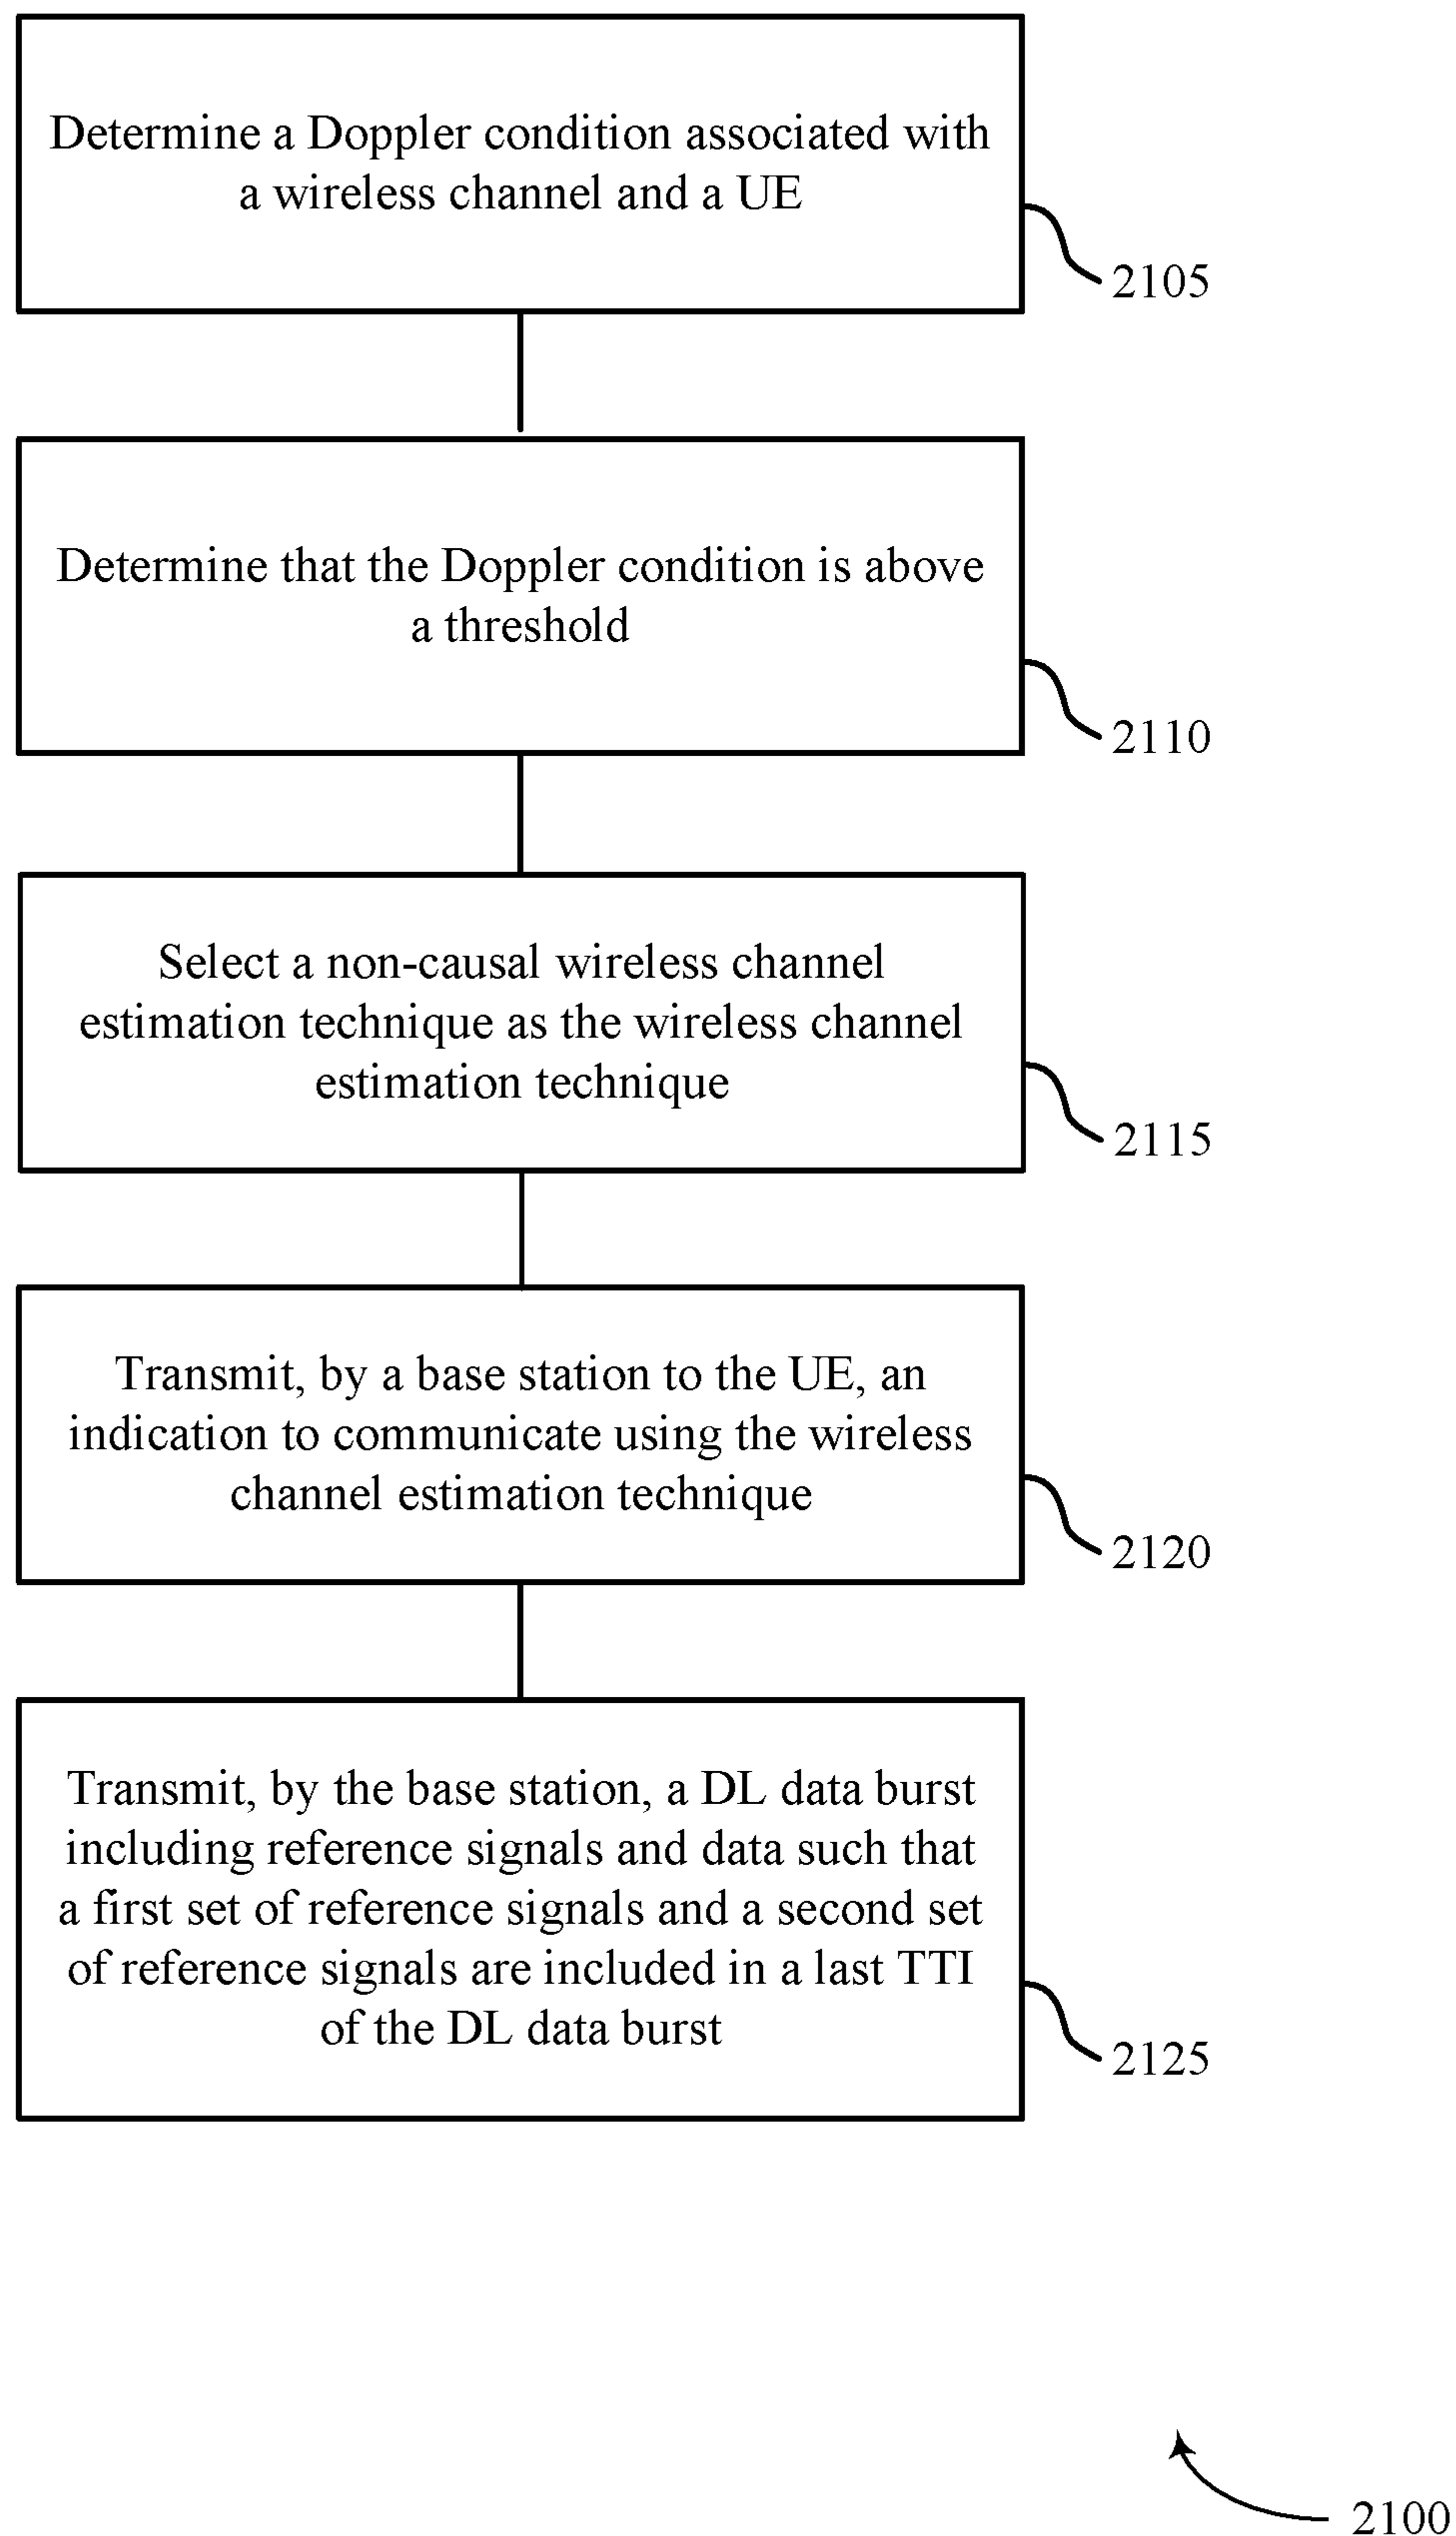 Determine a Doppler condition associated with
a wireless channel and a UE
2105
Determine that the Doppler condition is above
a threshold
2110
Select a non-causal wireless channel
estimation technique as the wireless channel
estimation technique
2115
Transmit, by a base station to the UE, an
indication to communicate using the wireless
channel estimation technique
2120
Transmit, by the base station, a DL data burst
including reference signals and data such that
a first set of reference signals and a second set
of reference signals are included in a last TTI
of the DL data burst
2125
2100